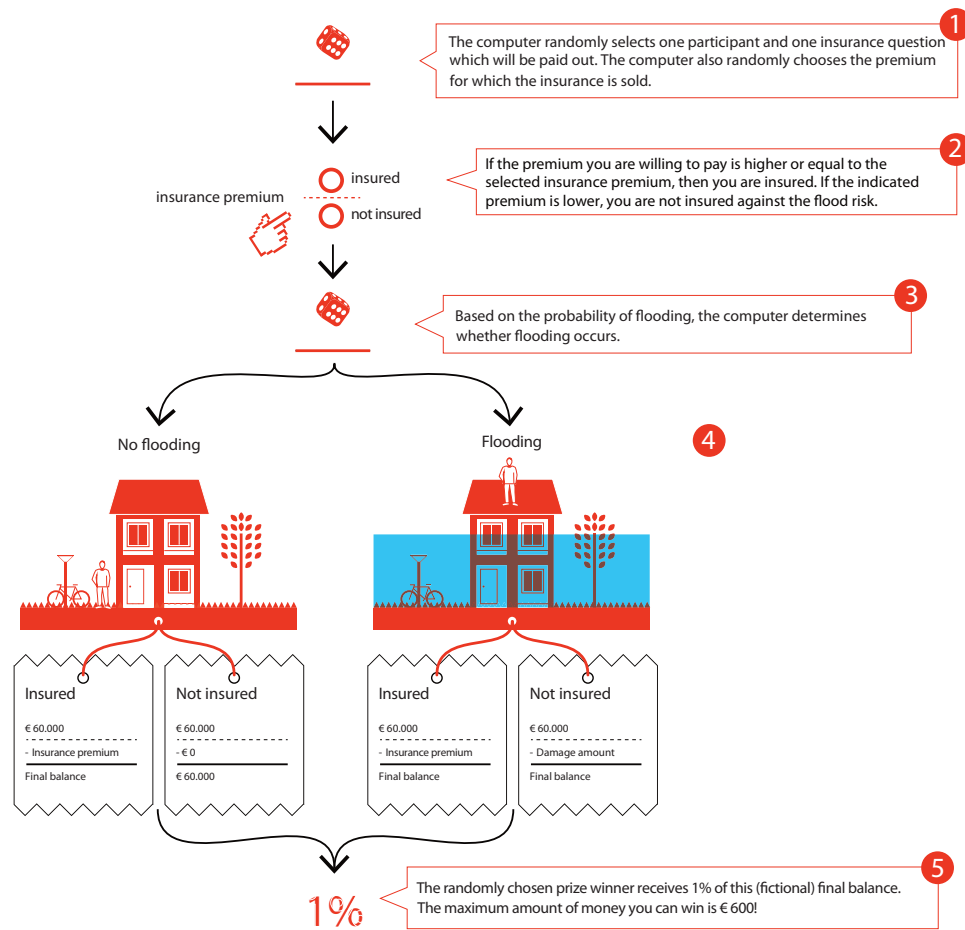 1
The computer randomly selects one participant and one insurance question
which will be paid out. The computer also randomly chooses the premium
for which the insurance is sold.
2
If the premium you are willing to pay is higher or equal to the
selected insurance premium, then you are insured. If the indicated
premium is lower, you are not insured against the flood risk.
insured
insurance premium
not insured
3
Based on the probability of flooding, the computer determines
whether flooding occurs.
4
No flooding
Flooding
Insured
€ 60.000
- Insurance premium
Final balance
Not insured
€ 60.000
- € 0
€ 60.000
Insured
€ 60.000
- Insurance premium
Final balance
Not insured
€ 60.000
- Damage amount
Final balance
5
The randomly chosen prize winner receives 1% of this (fictional) final balance.
The maximum amount of money you can win is € 600!
1%